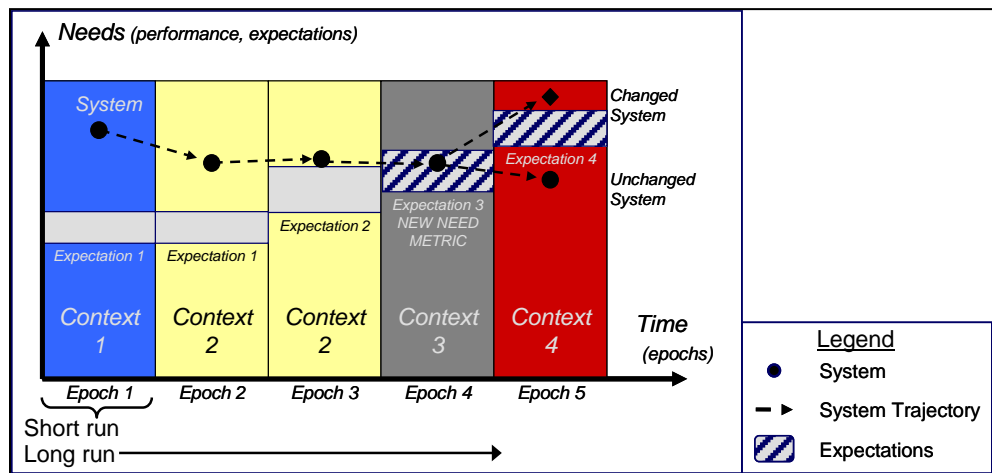 Needs (performance, expectations)
System
Changed
System
Unchanged
System
Expectation 1
Expectation 1
Expectation 2
Expectation 3
NEW NEED
METRIC
Expectation 4
Context
1
Context
2
Context
2
Context
3
Context
4
Time
(epochs)
Epoch 1
Epoch 2
Epoch 3
Epoch 4
Epoch 5
Short run
Long run
Legend
System
System Trajectory
Expectations